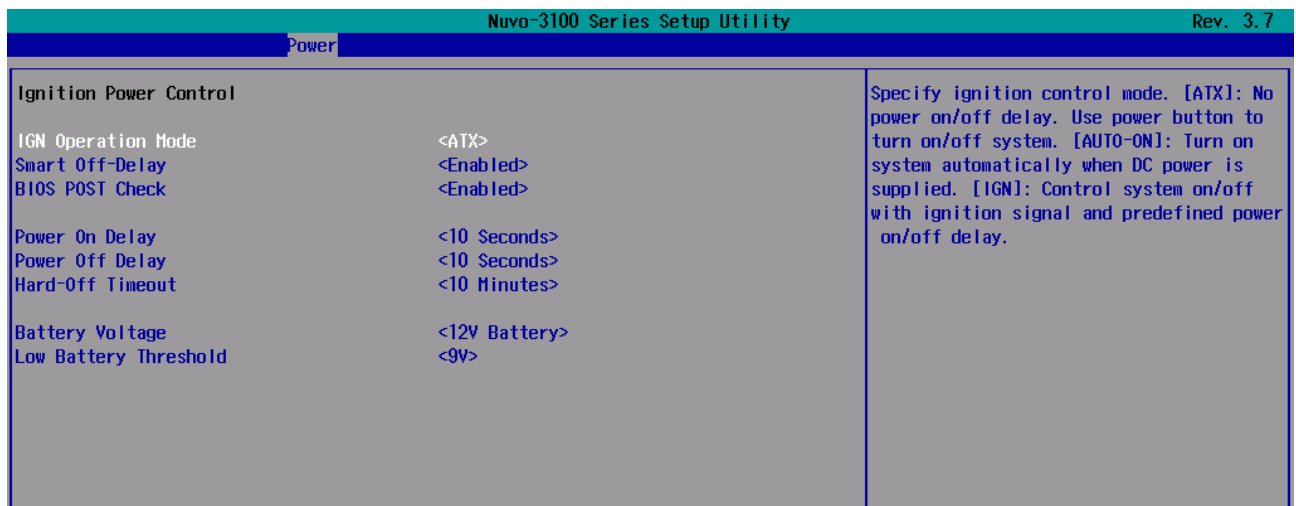 Nuvo-3100 Series Setup Utility Rev. 3.7
Power
Ignition Power Control
IGN Operation Mode <ATX>
Smart Off-Delay <Enabled>
BIOS POST Check <Enabled>
Power On Delay <10 Seconds>
Power Off Delay <10 Seconds>
Hard-Off Timeout <10 Minutes>
Battery Voltage <12V Battery>
Low Battery Threshold <9V>
Specify ignition control mode. [ATX]: No
power on/off delay. Use power button to
turn on/off system. [AUTO-ON]: Turn on
system automatically when DC power is
supplied. [IGN]: Control system on/off
with ignition signal and predefined power
on/off delay.